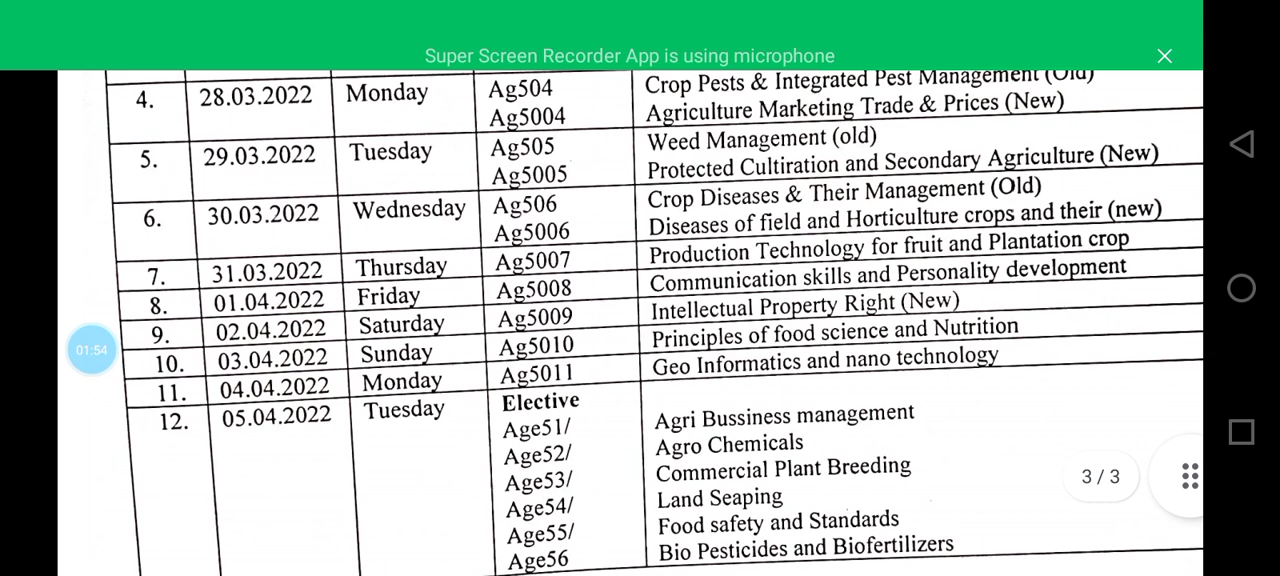 Super Screen Recorder App is using microphone
4. 28.03.2022 Monday Ag504 Crop Pests & Integrated Pest Management (Old)
Ag5004 Agriculture Marketing Trade & Prices (New)
5. 29.03.2022 Tuesday Ag505 Weed Management (old)
Ag5005 Protected Cultiration and Secondary Agriculture (New)
6. 30.03.2022 Wednesday Ag506 Crop Diseases & Their Management (Old)
Ag5006 Diseases of field and Horticulture crops and their (new)
7. 31.03.2022 Thursday Ag5007 Production Technology for fruit and Plantation crop
8. 01.04.2022 Friday Ag5008 Communication skills and Personality development
9. 02.04.2022 Saturday Ag5009 Intellectual Property Right (New)
10. 03.04.2022 Sunday Ag5010 Principles of food science and Nutrition
11. 04.04.2022 Monday Ag5011 Geo Informatics and nano technology
12. 05.04.2022 Tuesday Elective
Age51/ Agri Bussiness management
Age52/ Agro Chemicals
Age53/ Commercial Plant Breeding
Age54/ Land Seaping
Age55/ Food safety and Standards
Age56 Bio Pesticides and Biofertilizers
01:54
3 / 3